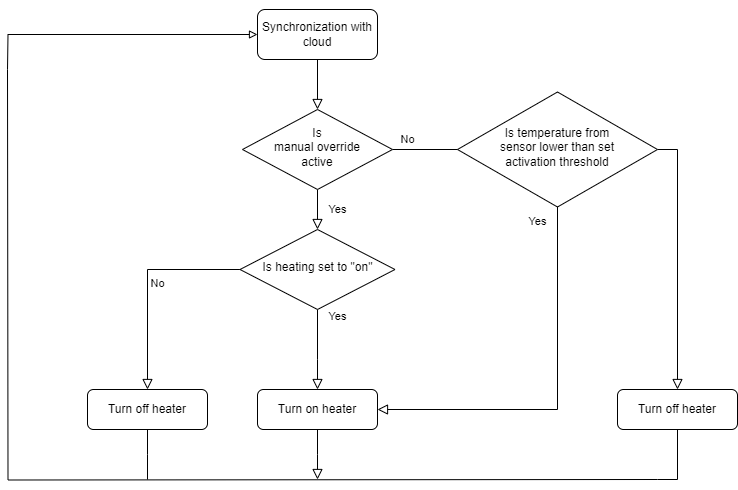 Synchronization with
cloud
Is
manual override
active
No
Is temperature from
sensor lower than set
activation threshold
Yes
Yes
Is heating set to "on"
No
Yes
Turn off heater
Turn on heater
Turn off heater